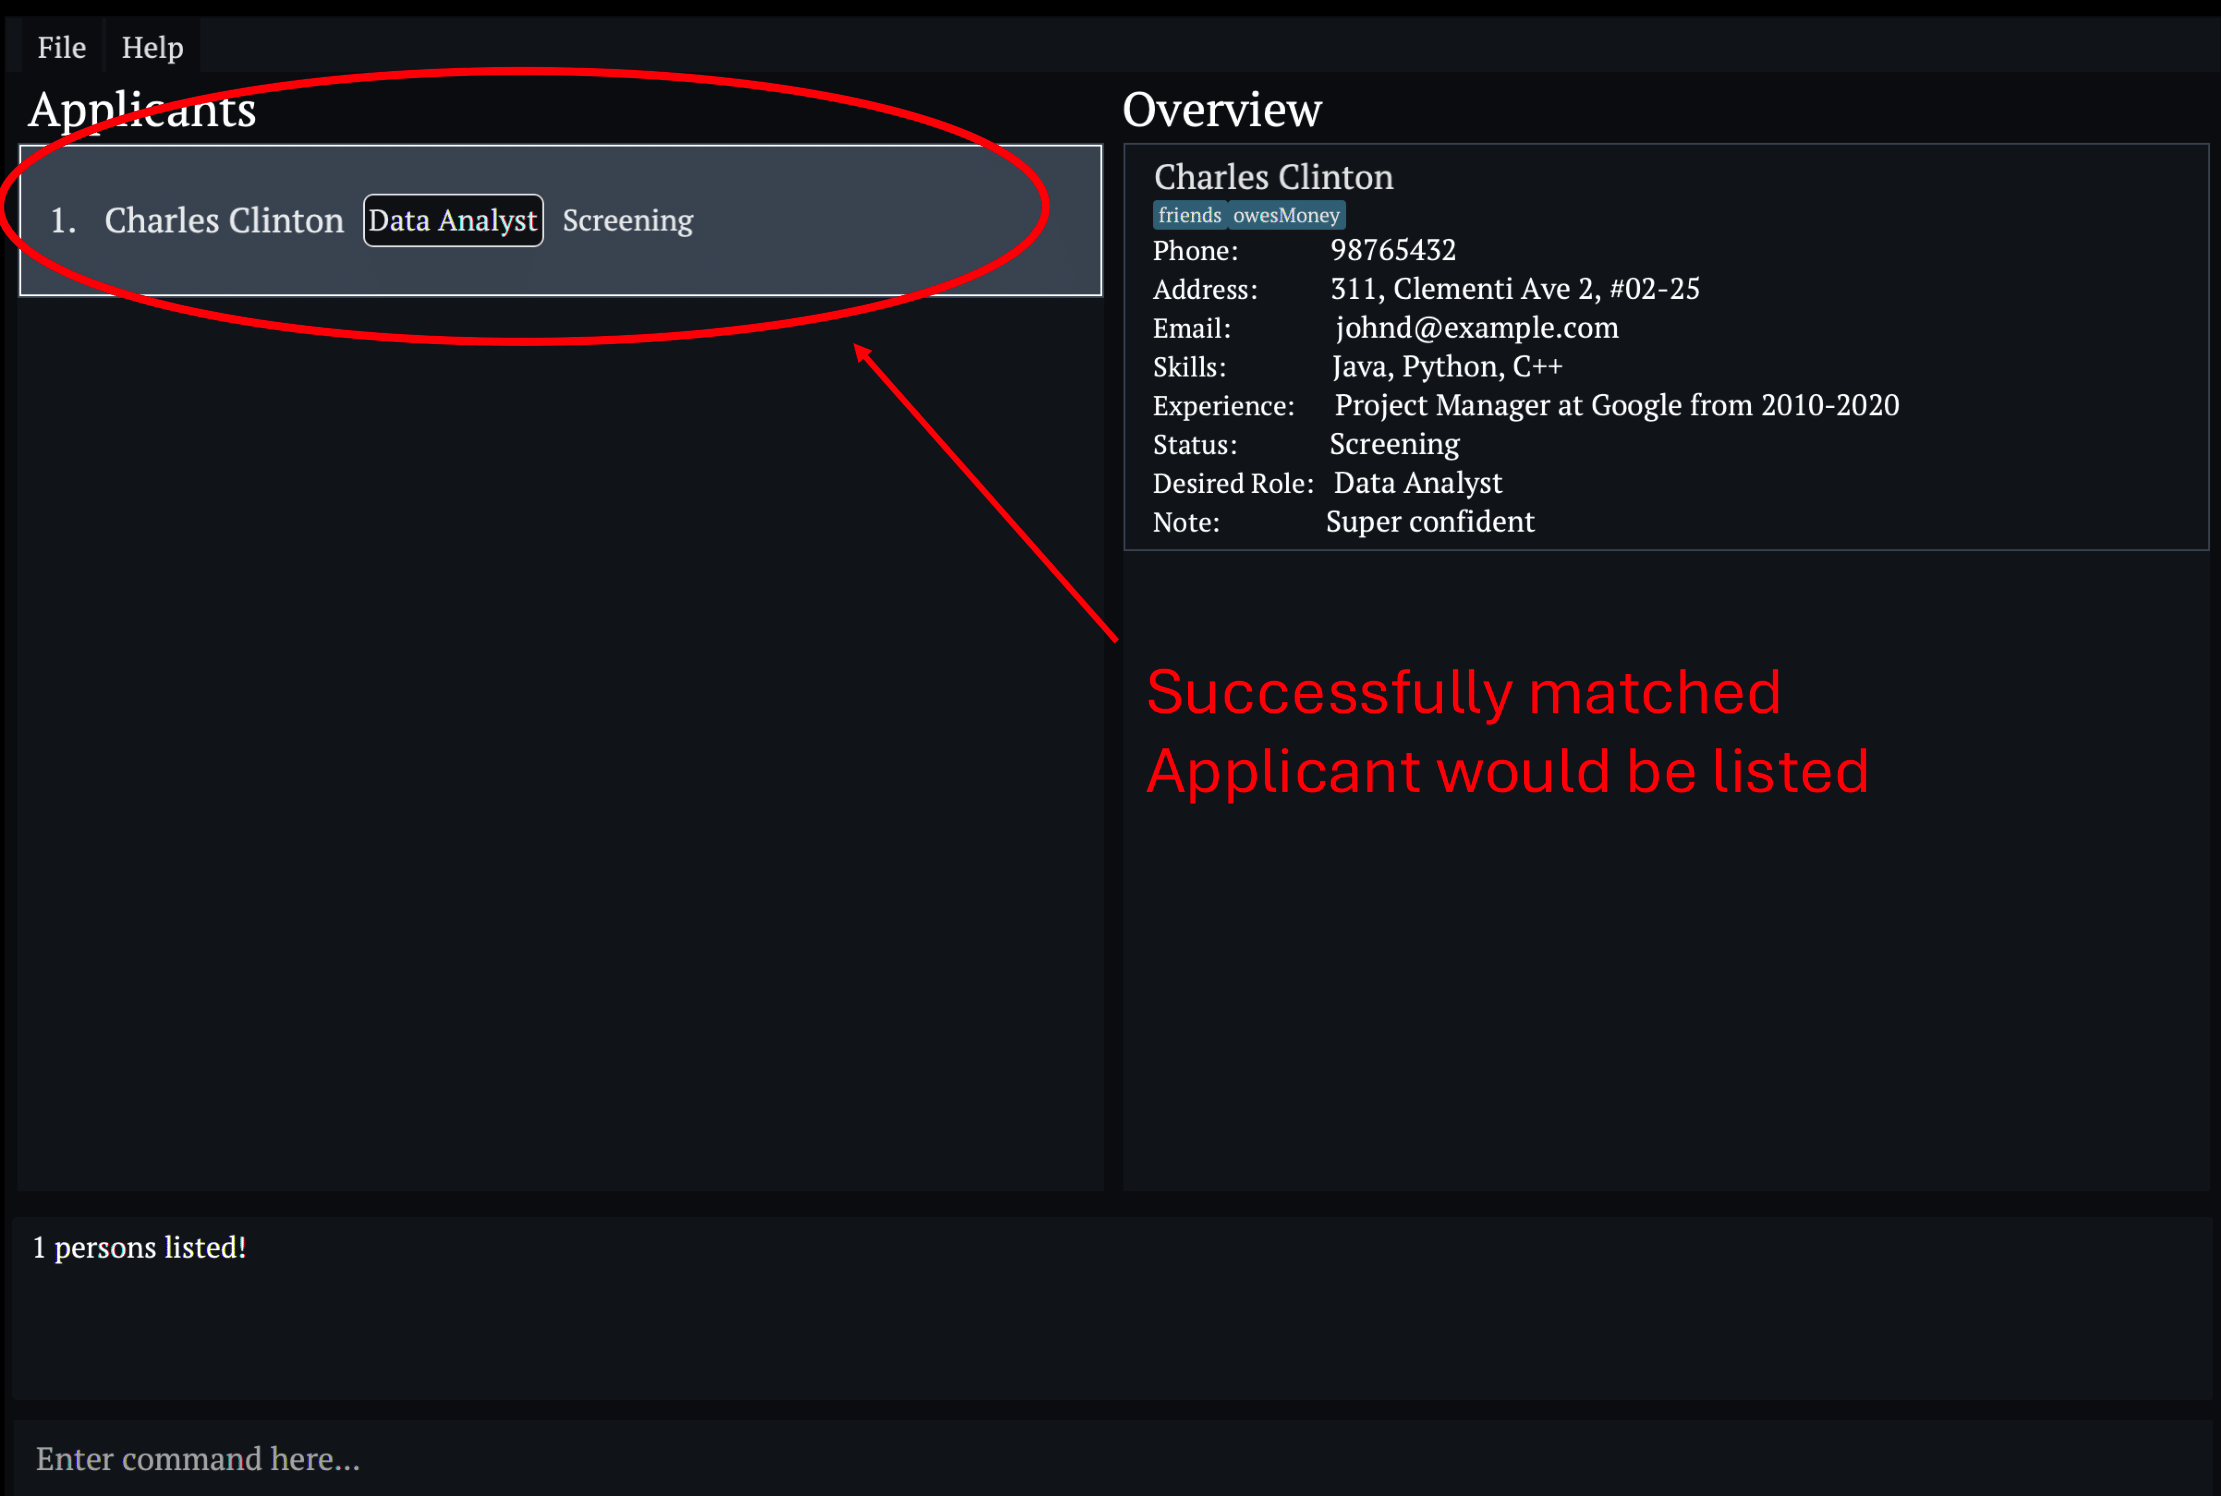 File Help
Applicants
1. Charles Clinton Data Analyst Screening
Overview
Charles Clinton
friends owesMoney
Phone: 98765432
Address: 311, Clementi Ave 2, #02-25
Email: johnd@example.com
Skills: Java, Python, C++
Experience: Project Manager at Google from 2010-2020
Status: Screening
Desired Role: Data Analyst
Note: Super confident
Successfully matched
Applicant would be listed
1 persons listed!
Enter command here...